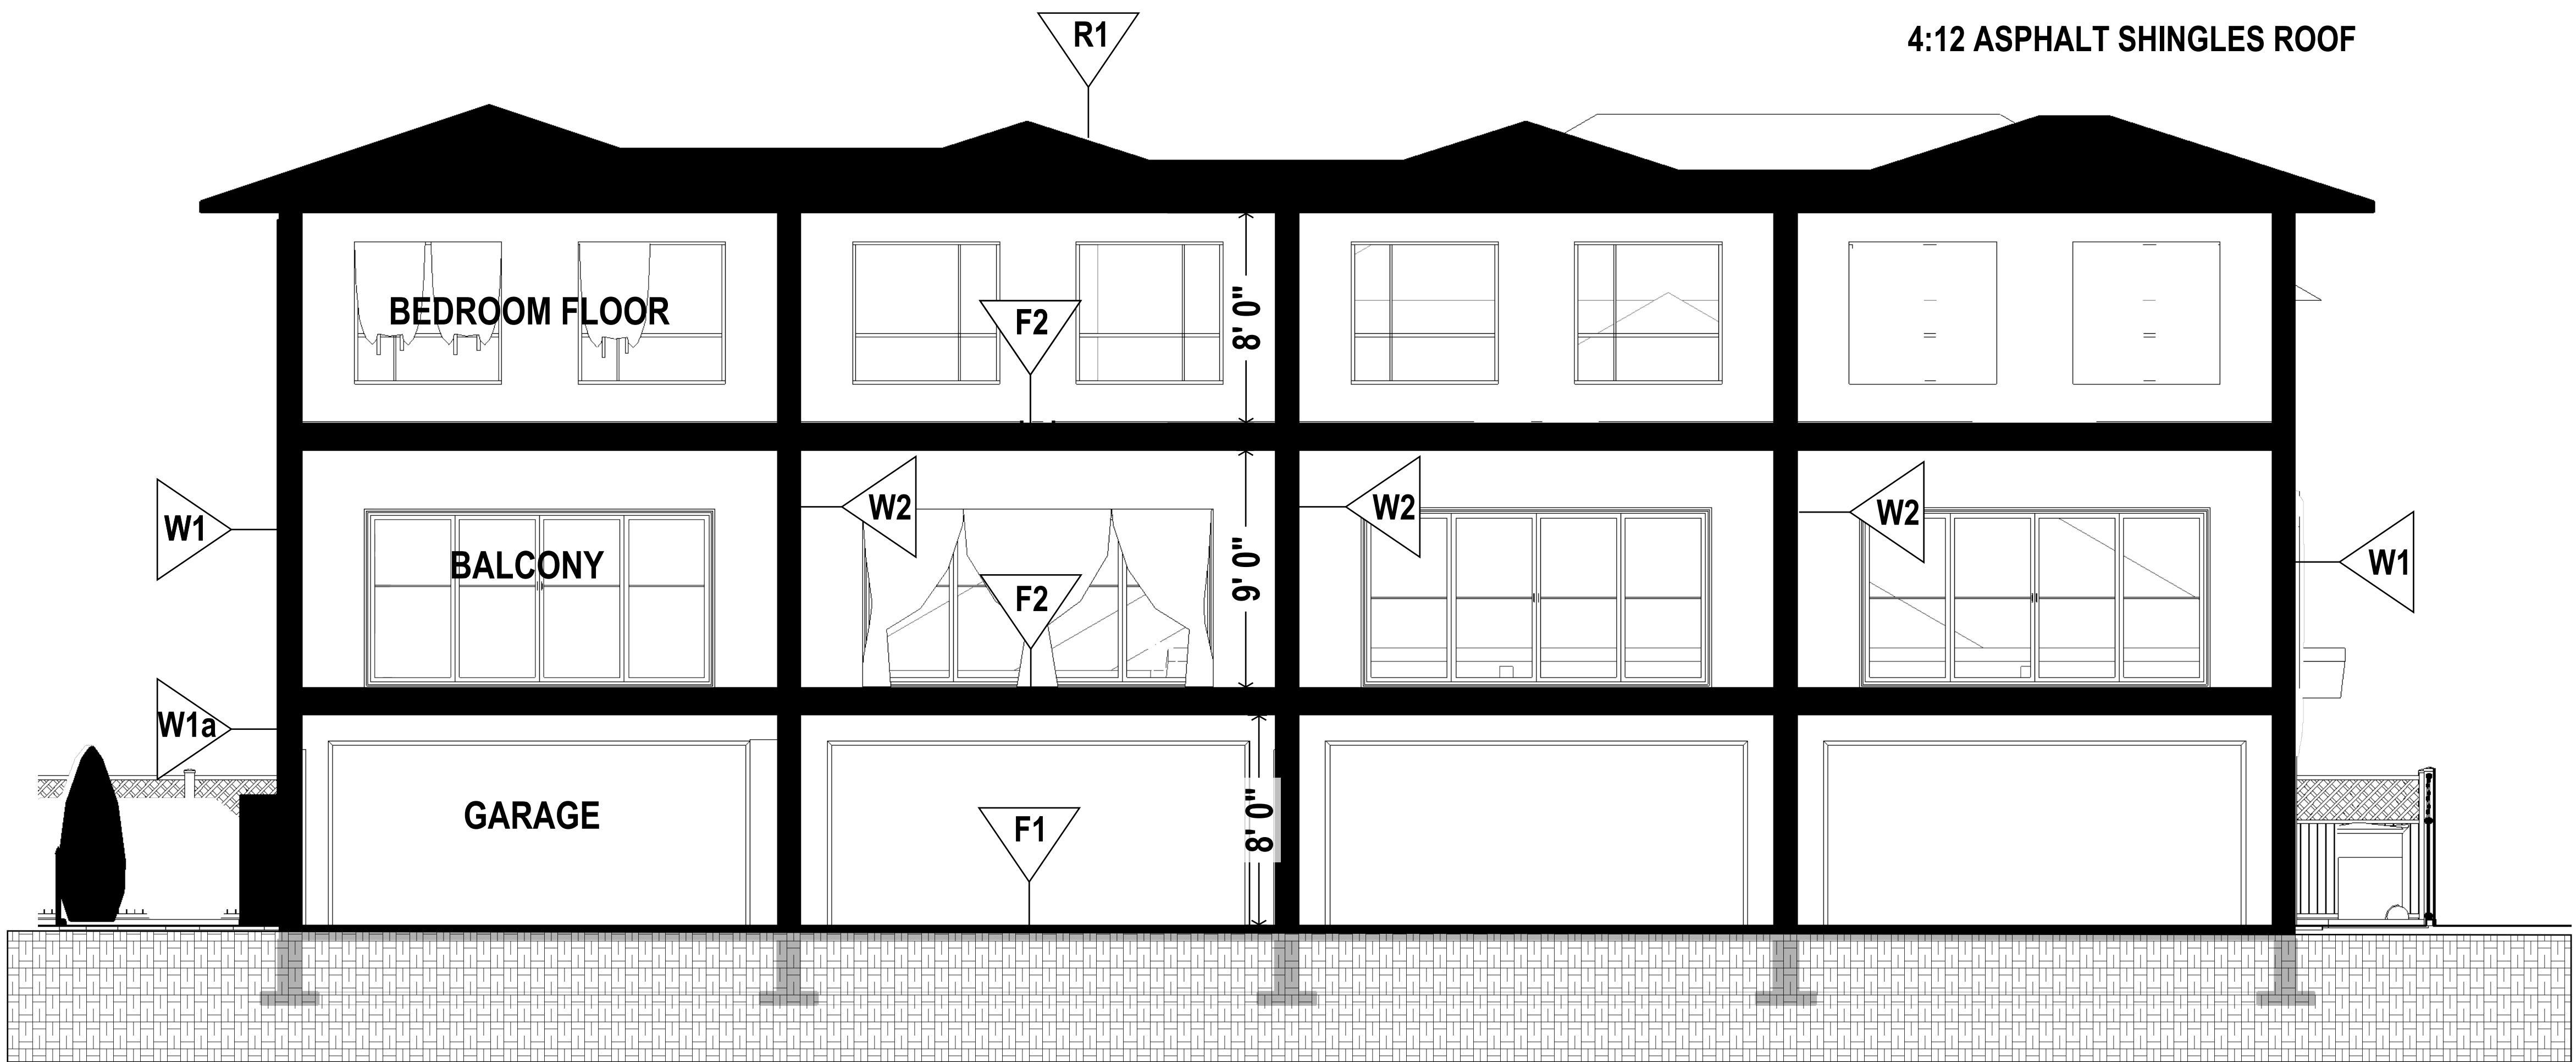 R1
4:12 ASPHALT SHINGLES ROOF
BEDROOM FLOOR
F2
8' 0"
W1
W2
W2
W2
W1
BALCONY
F2
9' 0"
W1a
GARAGE
F1
8' 0"